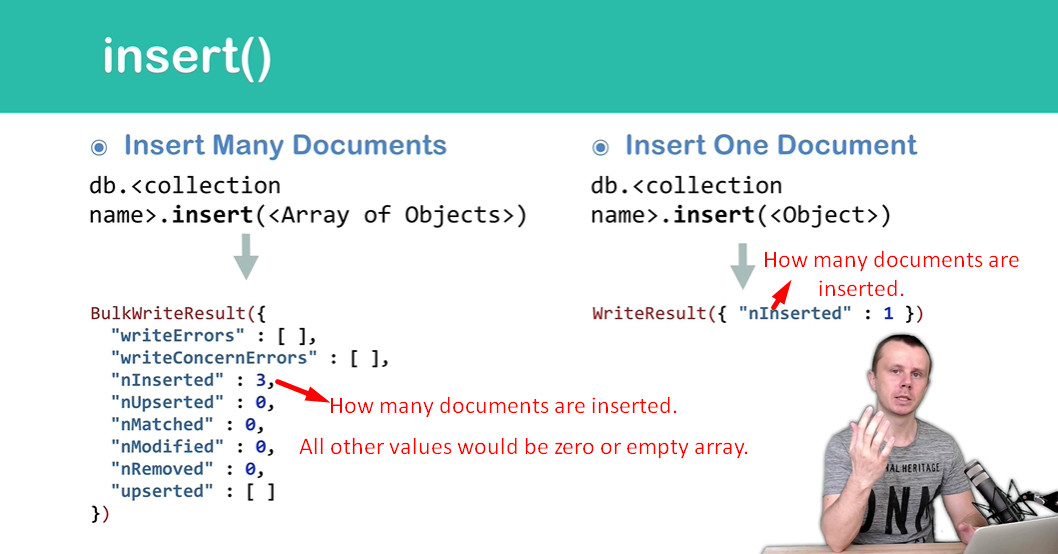 insert()
Insert Many Documents
db.<collection
name>.insert(<Array of Objects>)
BulkWriteResult({
"writeErrors" : [ ],
"writeConcernErrors" : [ ],
"nInserted" : 3,
"nUpserted" : 0,
"nMatched" : 0,
"nModified" : 0,
"nRemoved" : 0,
"upserted" : [ ]
})
How many documents are inserted.
All other values would be zero or empty array.
Insert One Document
db.<collection
name>.insert(<Object>)
How many documents are
inserted.
WriteResult({ "nInserted" : 1 })
HERITAGE